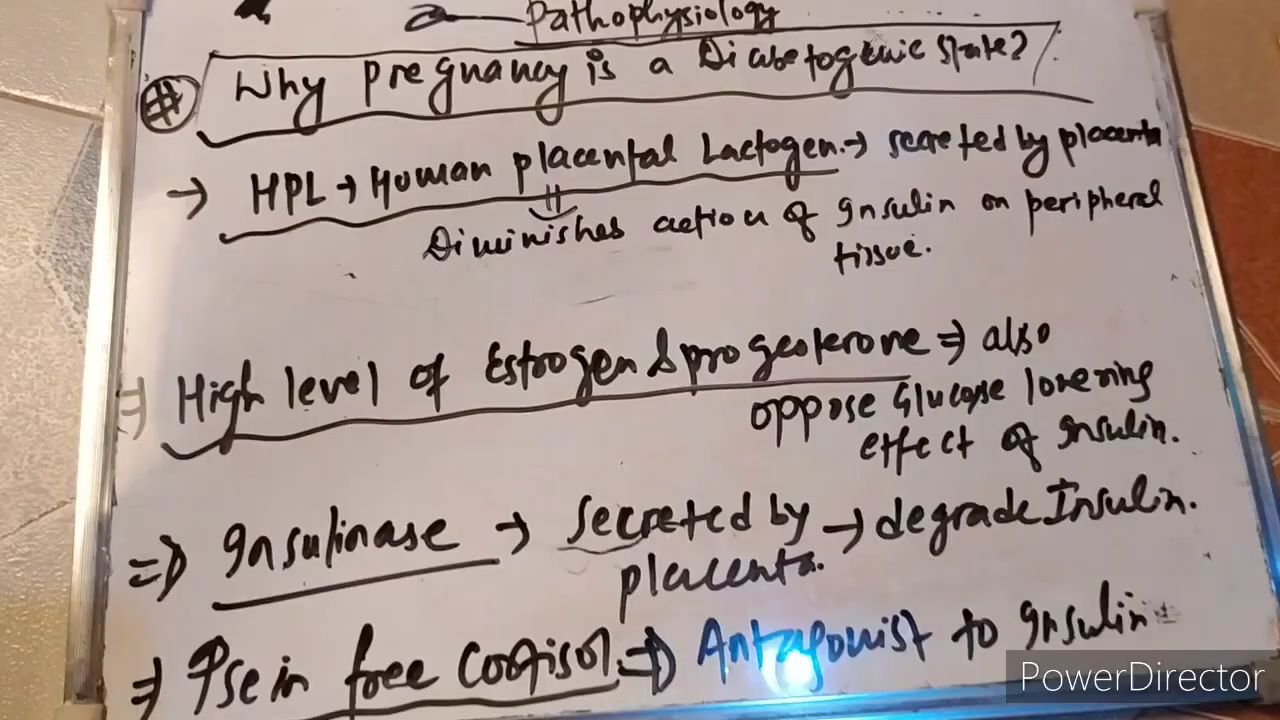 Pathophysiology
# Why pregnancy is a Diabetogenic state?
→ HPL → Human placental Lactogen. → secreted by placenta
Diminishes action of Insulin on peripheral
tissue.
⇒ High level of Estrogen & progesterone ⇒ also
oppose Glucose lowering
effect of Insulin.
⇒ Insulinase → secreted by → degrade Insulin.
placenta.
⇒ ↑se in free cortisol. ⇒ Antagonist to Insulin
PowerDirector